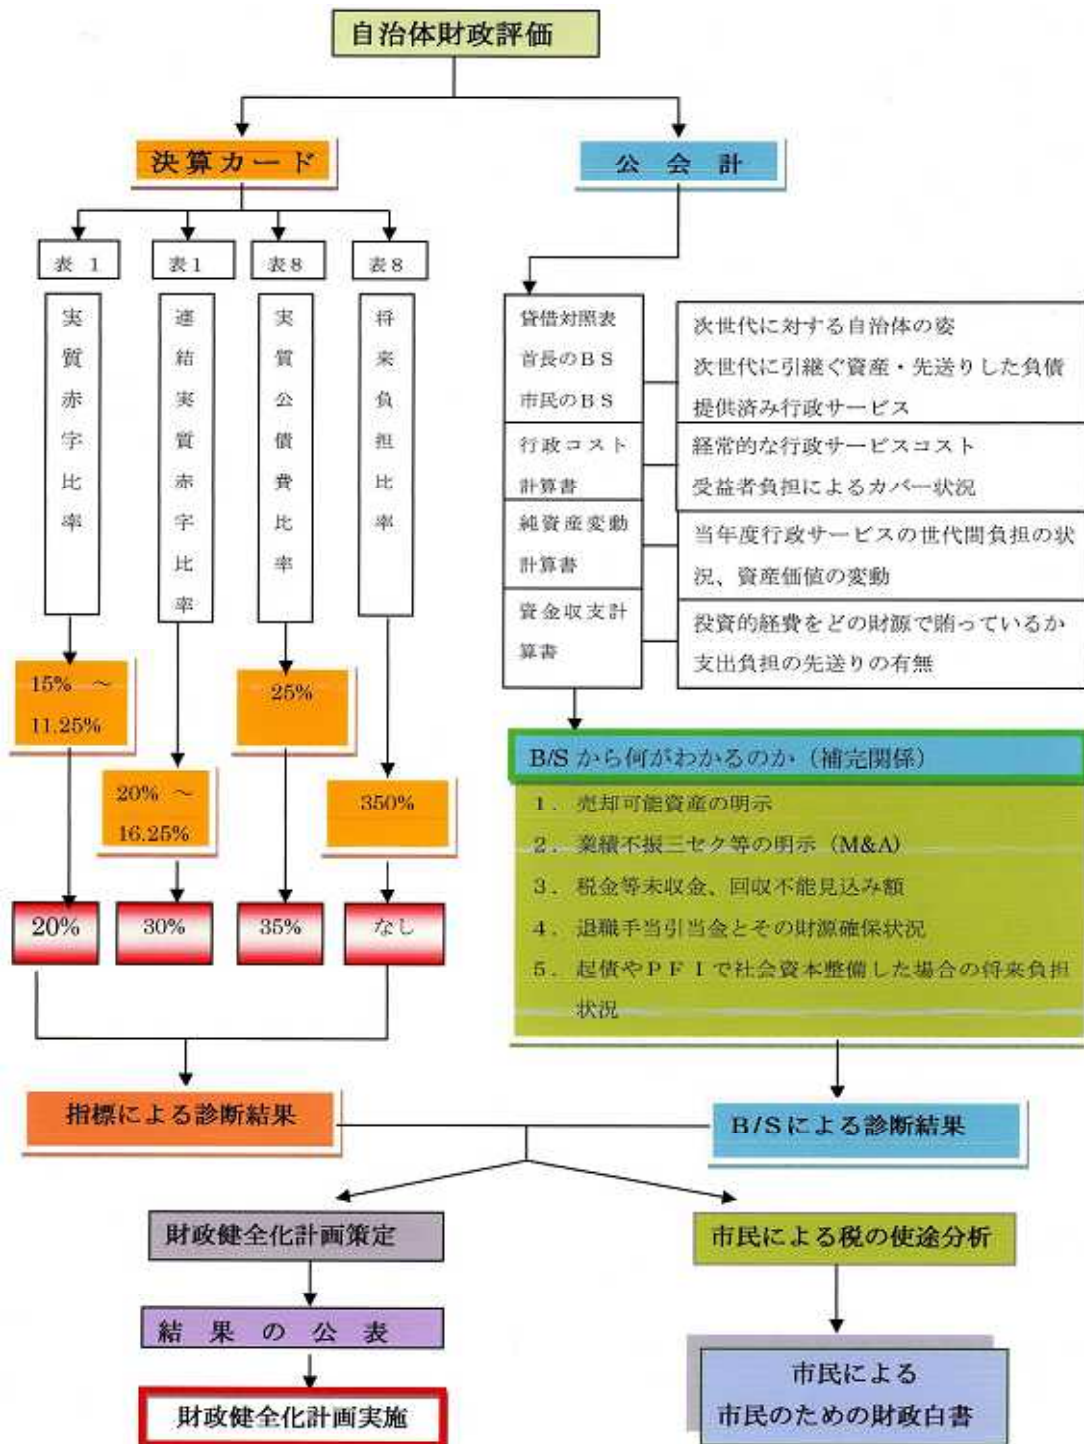 自治体財政評価
決算カード
公会計
表 1
表1
表8
表8
実質赤字比率
連結実質赤字比率
実質公債費比率
将来負担比率
15% ～
11.25%
20% ～
16.25%
25%
350%
20%
30%
35%
なし
貸借対照表
首長のＢＳ
市民のＢＳ
次世代に対する自治体の姿
次世代に引継ぐ資産・先送りした負債
提供済み行政サービス
行政コスト
計算書
経常的な行政サービスコスト
受益者負担によるカバー状況
純資産変動
計算書
当年度行政サービスの世代間負担の状
況、資産価値の変動
資金収支計
算書
投資的経費をどの財源で賄っているか
支出負担の先送りの有無
B/S から何がわかるのか（補完関係）
１． 売却可能資産の明示
２． 業績不振三セク等の明示（M&A）
３． 税金等未収金、回収不能見込み額
４． 退職手当引当金とその財源確保状況
５． 起債やＰＦＩで社会資本整備した場合の将来負担
状況
指標による診断結果
B/Sによる診断結果
財政健全化計画策定
結果の公表
財政健全化計画実施
市民による税の使途分析
市民による
市民のための財政白書